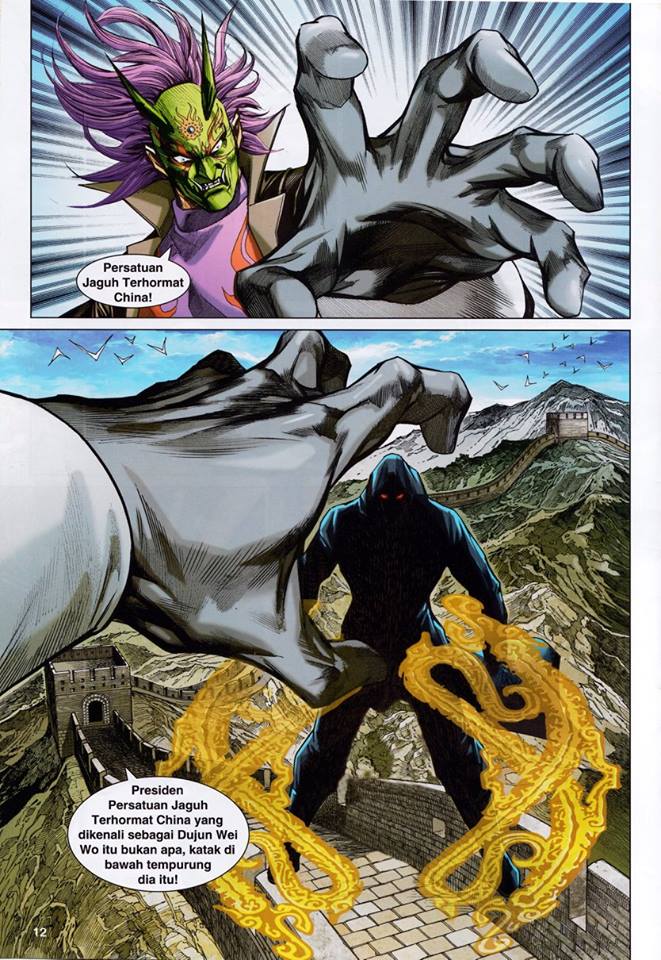 Persatuan
Jaguh Terhormat
China!
Presiden
Persatuan Jaguh
Terhormat China yang
dikenali sebagai Dujun Wei
Wo itu bukan apa, katak di
bawah tempurung
dia itu!
12